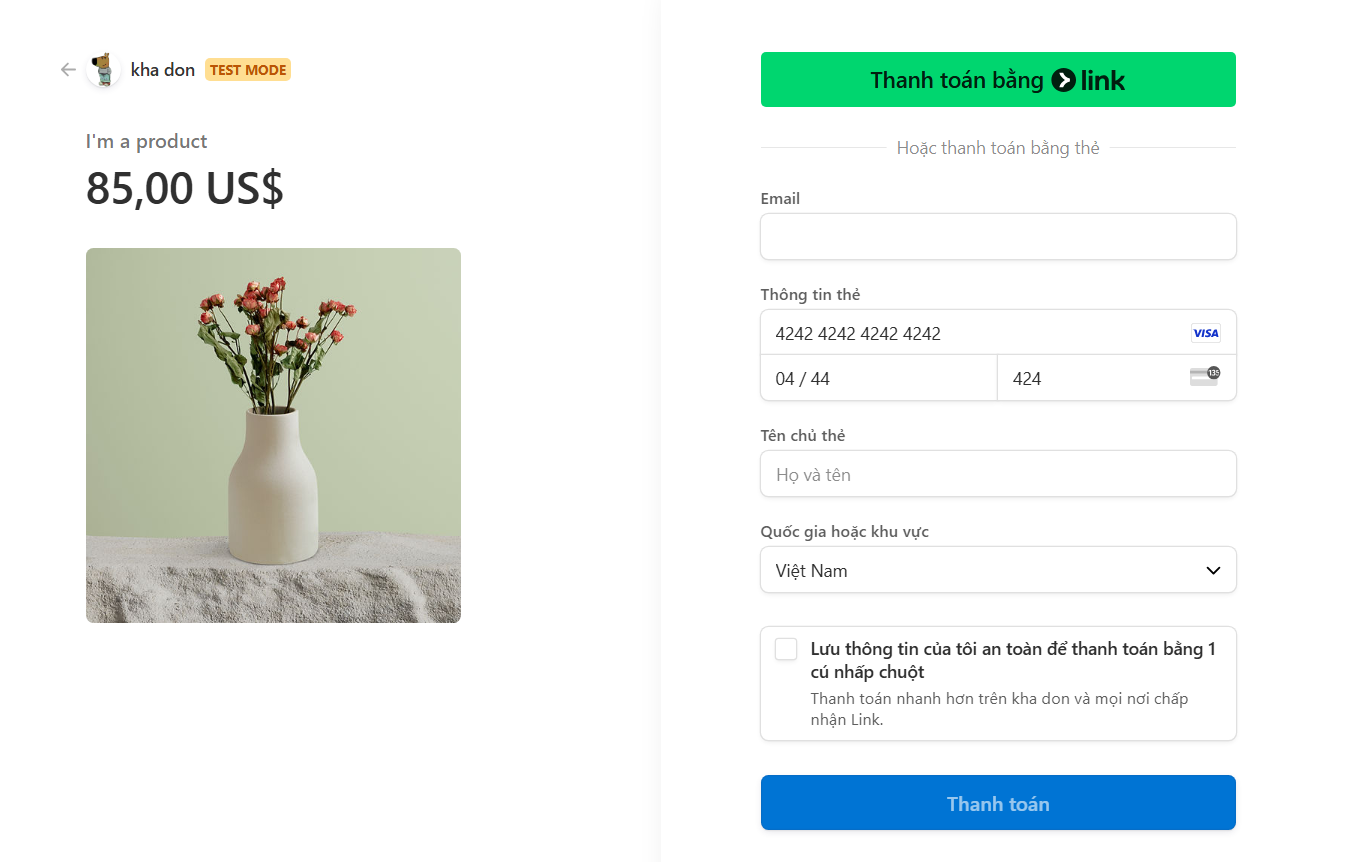 kha don TEST MODE
I'm a product
85,00 US$
Thanh toán bằng link
Hoặc thanh toán bằng thẻ
Email
Thông tin thẻ
4242 4242 4242 4242 VISA
04 / 44
424 135
Tên chủ thẻ
Họ và tên
Quốc gia hoặc khu vực
Việt Nam
Lưu thông tin của tôi an toàn để thanh toán bằng 1
cú nhấp chuột
Thanh toán nhanh hơn trên kha don và mọi nơi chấp
nhận Link.
Thanh toán